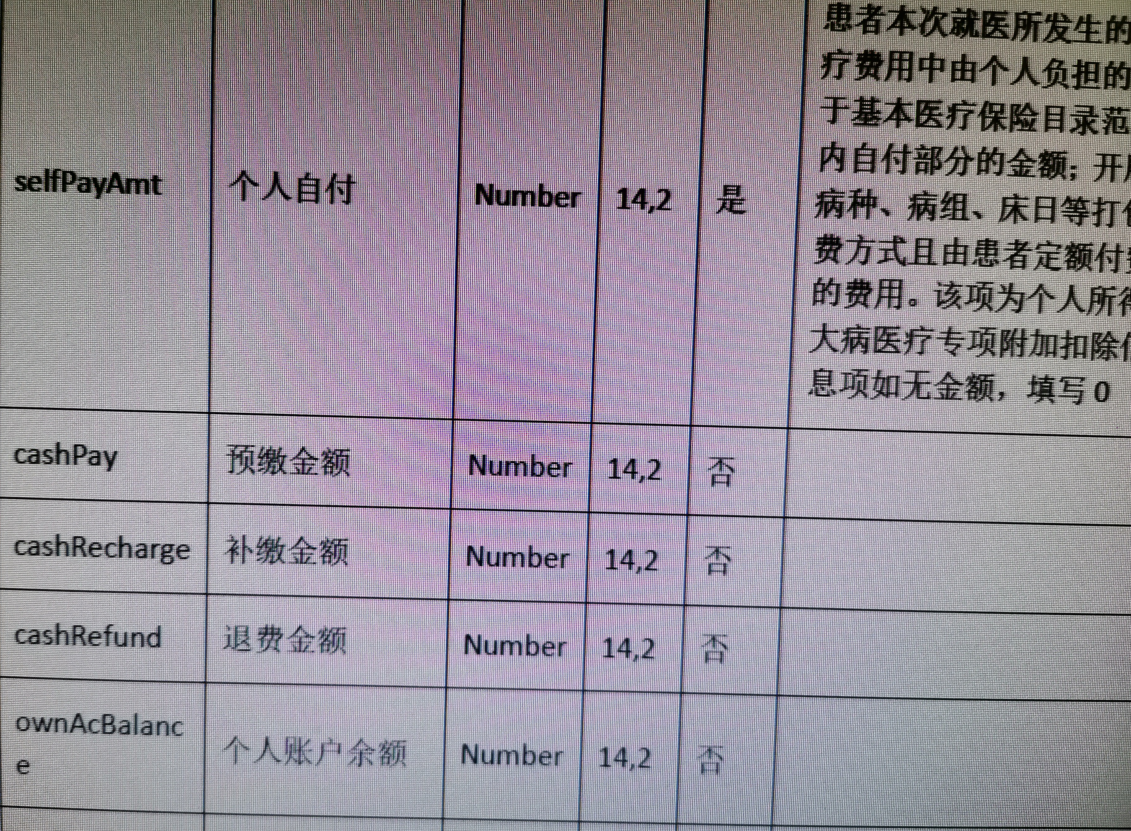 患者本次就医所发生的
疗费用中由个人负担的
于基本医疗保险目录范
内自付部分的金额；开
selfPayAmt 个人自付 Number 14,2 是 病种、病组、床日等打
费方式且由患者定额付
的费用。该项为个人所
大病医疗专项附加扣除
息项如无金额，填写0
cashPay 预缴金额 Number 14,2 否
cashRecharge 补缴金额 Number 14,2 否
cashRefund 退费金额 Number 14,2 否
ownAcBalanc
e 个人账户余额 Number 14,2 否